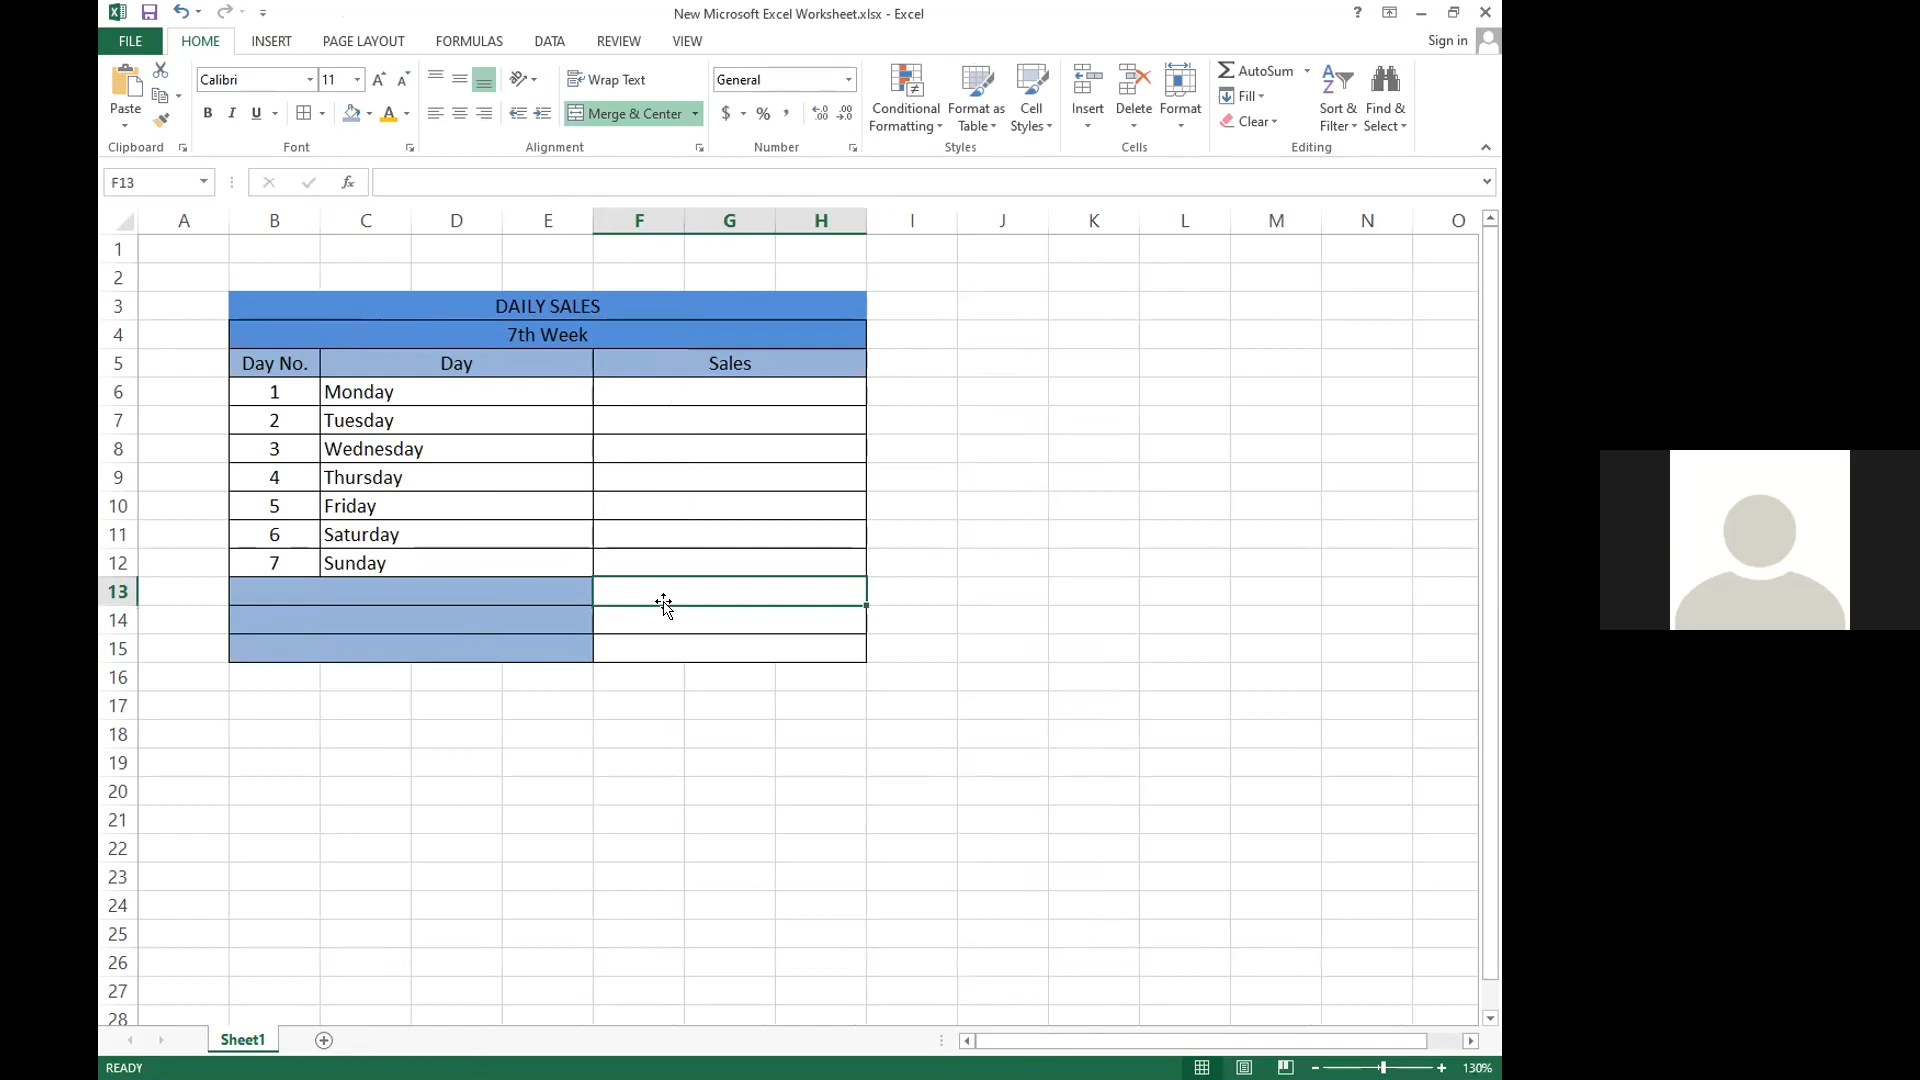 New Microsoft Excel Worksheet.xlsx - Excel
?
FILE HOME INSERT PAGE LAYOUT FORMULAS DATA REVIEW VIEW Sign in
Paste
Clipboard
Calibri 11
B I U
Font
Wrap Text
Merge & Center
Alignment
General
$ % ,
Number
Conditional Formatting
Format as Table
Cell Styles
Styles
Insert
Delete
Format
Cells
AutoSum
Fill
Clear
Sort & Filter
Find & Select
Editing
F13 fx
A B C D E F G H I J K L M N O
1
2
3 DAILY SALES
4 7th Week
5 Day No. Day Sales
6 1 Monday
7 2 Tuesday
8 3 Wednesday
9 4 Thursday
10 5 Friday
11 6 Saturday
12 7 Sunday
13
14
15
16
17
18
19
20
21
22
23
24
25
26
27
28
Sheet1
READY 130%